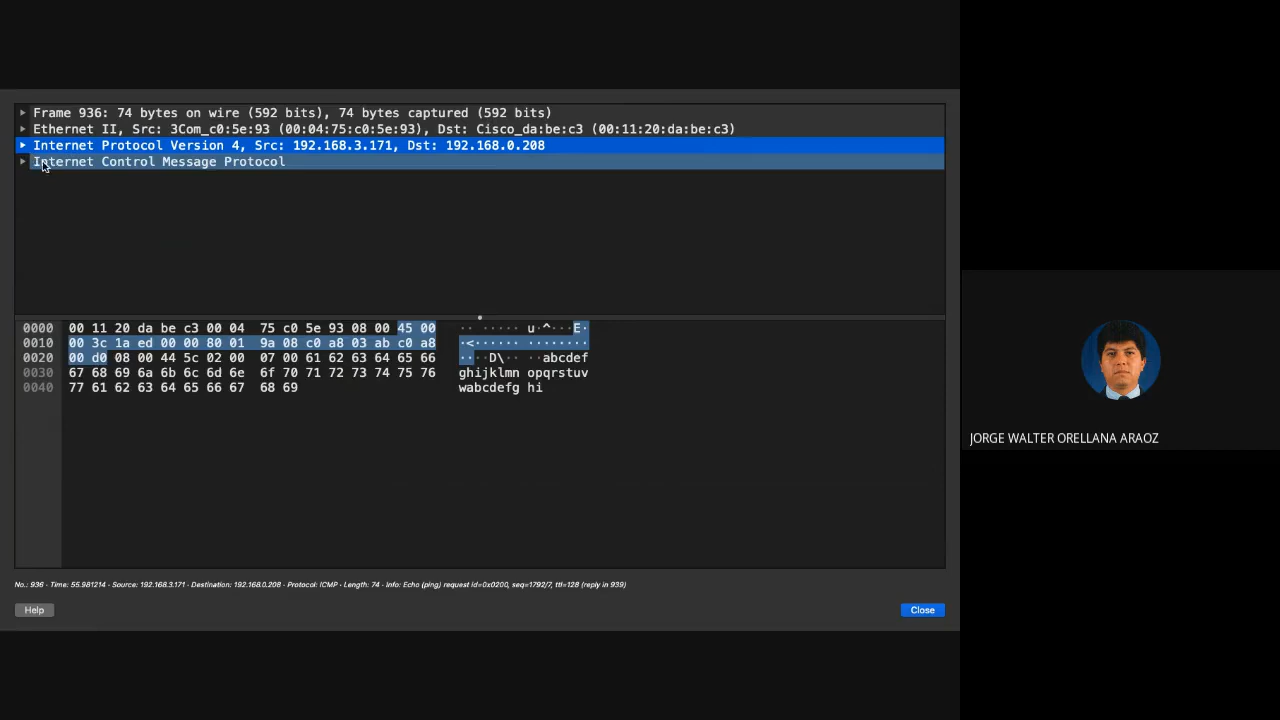 Frame 936: 74 bytes on wire (592 bits), 74 bytes captured (592 bits)
Ethernet II, Src: 3Com_c0:5e:93 (00:04:75:c0:5e:93), Dst: Cisco_da:be:c3 (00:11:20:da:be:c3)
Internet Protocol Version 4, Src: 192.168.3.171, Dst: 192.168.0.208
Internet Control Message Protocol
0000 00 11 20 da be c3 00 04 75 c0 5e 93 08 00 45 00 ·· ····· u·^···E·
0010 00 3c 1a ed 00 00 80 01 9a 08 c0 a8 03 ab c0 a8 ·<······ ········
0020 00 d0 08 00 44 5c 02 00 07 00 61 62 63 64 65 66 ····D\·· ··abcdef
0030 67 68 69 6a 6b 6c 6d 6e 6f 70 71 72 73 74 75 76 ghijklmn opqrstuv
0040 77 61 62 63 64 65 66 67 68 69 wabcdefg hi
No.: 936 · Time: 55.981214 · Source: 192.168.3.171 · Destination: 192.168.0.208 · Protocol: ICMP · Length: 74 · Info: Echo (ping) request id=0x0200, seq=1792/7, ttl=128 (reply in 939)
Help
Close
JORGE WALTER ORELLANA ARAOZ